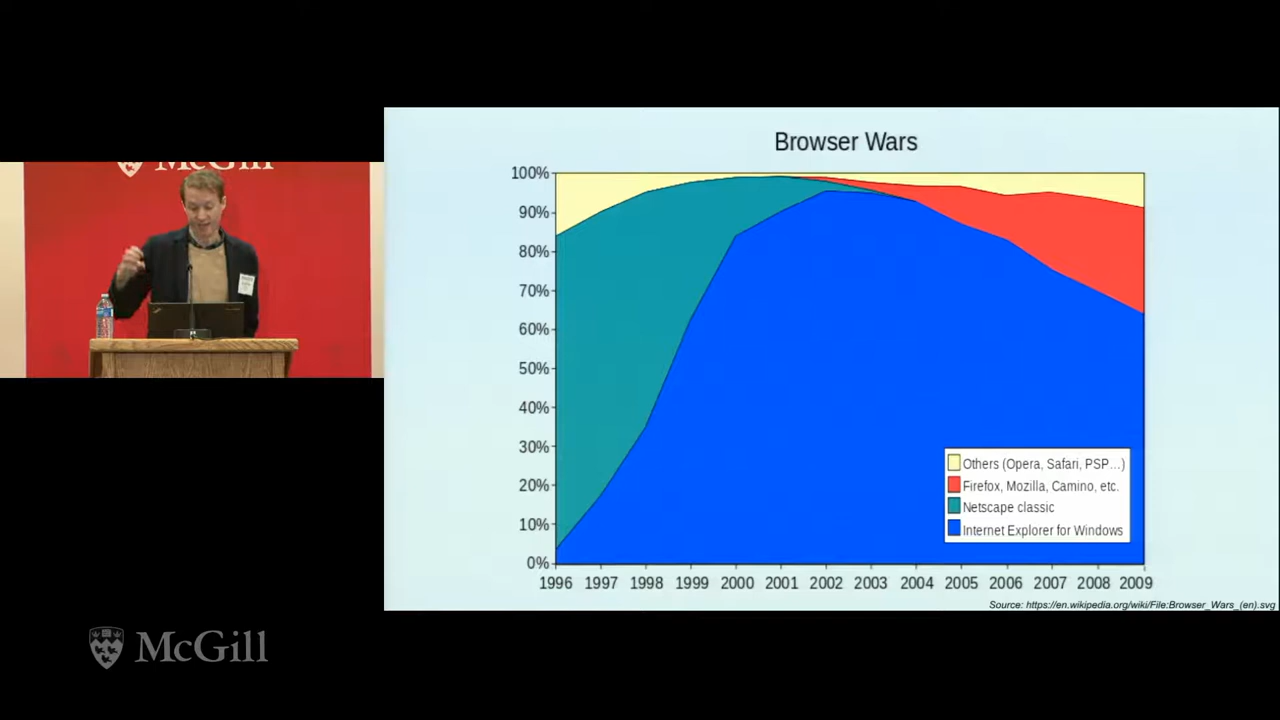 McGill
Browser Wars
100%
90%
80%
70%
60%
50%
40%
30%
20%
10%
0%
1996 1997 1998 1999 2000 2001 2002 2003 2004 2005 2006 2007 2008 2009
Others (Opera, Safari, PSP...)
Firefox, Mozilla, Camino, etc.
Netscape classic
Internet Explorer for Windows
Source: https://en.wikipedia.org/wiki/File:Browser_Wars_(en).svg
McGill